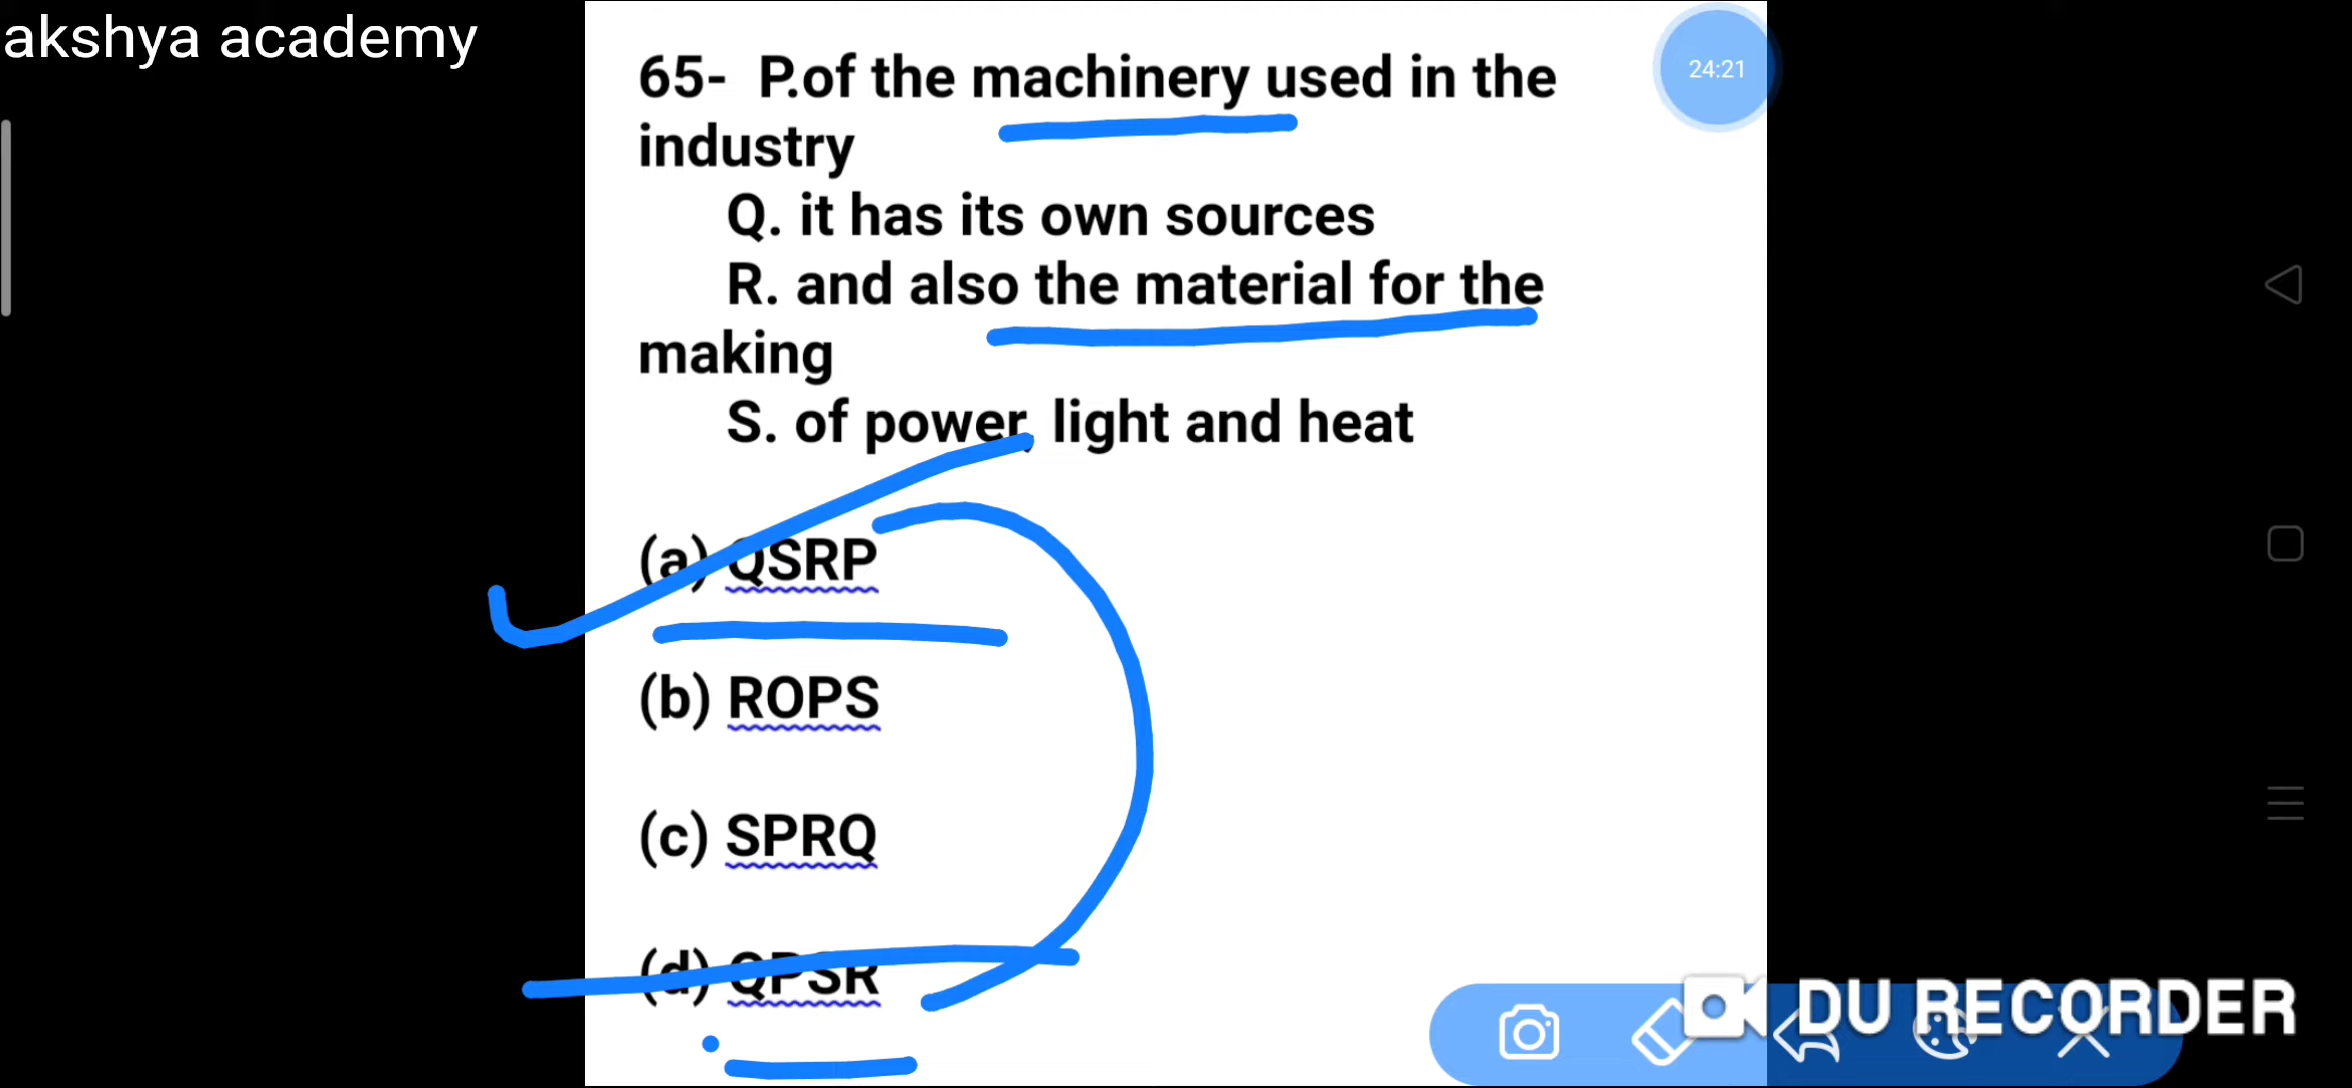 akshya academy
24:21
65- P.of the machinery used in the
industry
Q. it has its own sources
R. and also the material for the
making
S. of power, light and heat
(a) QSRP
(b) ROPS
(c) SPRQ
(d) QPSR
DU RECORDER